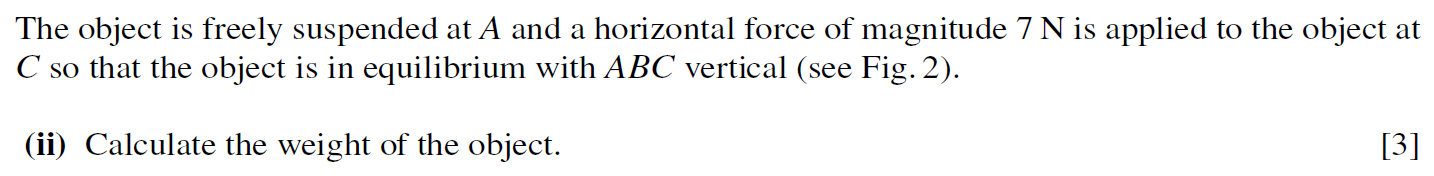 The object is freely suspended at A and a horizontal force of magnitude 7 N is applied to the object at
C so that the object is in equilibrium with ABC vertical (see Fig. 2).
(ii) Calculate the weight of the object. [3]